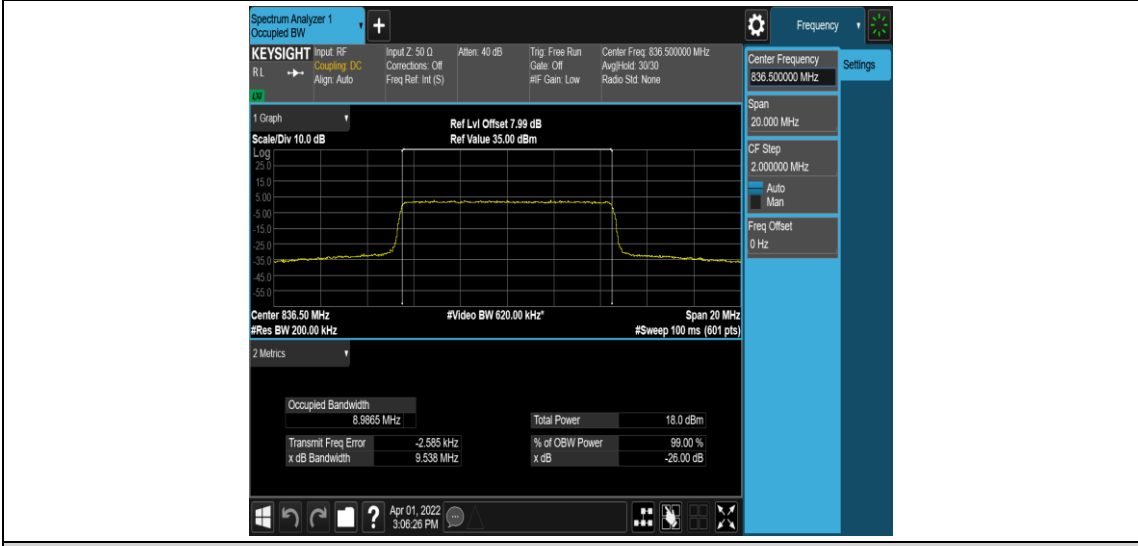 Spectrum Analyzer 1
Occupied BW
Frequency
KEYSIGHT
RL
LXI
Input: RF
Coupling: DC
Align: Auto
Input Z: 50 Ω
Corrections: Off
Freq Ref: Int (S)
Atten: 40 dB
Trig: Free Run
Gate: Off
#IF Gain: Low
Center Freq: 836.500000 MHz
Avg|Hold: 30/30
Radio Std: None
Center Frequency
836.500000 MHz
Settings
Span
20.000 MHz
CF Step
2.000000 MHz
Auto
Man
Freq Offset
0 Hz
1 Graph
Scale/Div 10.0 dB
Ref Lvl Offset 7.99 dB
Ref Value 35.00 dBm
Log
25.0
15.0
5.00
-5.00
-15.0
-25.0
-35.0
-45.0
-55.0
Center 836.50 MHz
#Video BW 620.00 kHz*
Span 20 MHz
#Res BW 200.00 kHz
#Sweep 100 ms (601 pts)
2 Metrics
Occupied Bandwidth
8.9865 MHz
Total Power 18.0 dBm
Transmit Freq Error -2.585 kHz
% of OBW Power 99.00 %
x dB Bandwidth 9.538 MHz
x dB -26.00 dB
?
Apr 01, 2022
3:06:26 PM